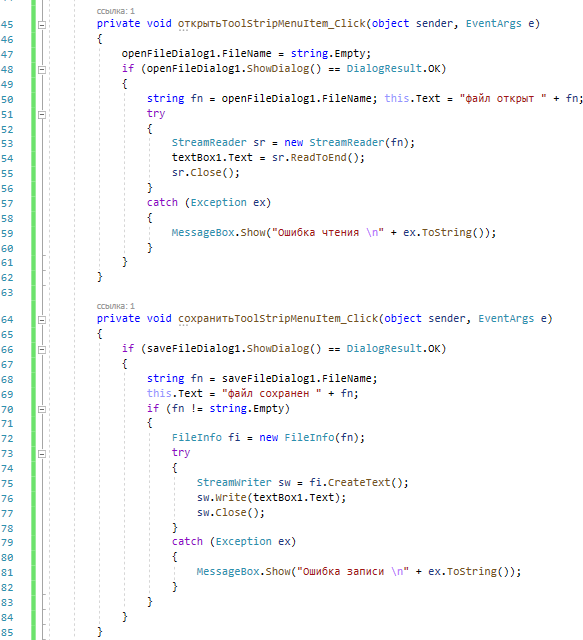 ссылка: 1
45 private void открытьToolStripMenuItem_Click(object sender, EventArgs e)
46 {
47 openFileDialog1.FileName = string.Empty;
48 if (openFileDialog1.ShowDialog() == DialogResult.OK)
49 {
50 string fn = openFileDialog1.FileName; this.Text = "файл открыт " + fn;
51 try
52 {
53 StreamReader sr = new StreamReader(fn);
54 textBox1.Text = sr.ReadToEnd();
55 sr.Close();
56 }
57 catch (Exception ex)
58 {
59 MessageBox.Show("Ошибка чтения \n" + ex.ToString());
60 }
61 }
62 }
63
ссылка: 1
64 private void сохранитьToolStripMenuItem_Click(object sender, EventArgs e)
65 {
66 if (saveFileDialog1.ShowDialog() == DialogResult.OK)
67 {
68 string fn = saveFileDialog1.FileName;
69 this.Text = "файл сохранен " + fn;
70 if (fn != string.Empty)
71 {
72 FileInfo fi = new FileInfo(fn);
73 try
74 {
75 StreamWriter sw = fi.CreateText();
76 sw.Write(textBox1.Text);
77 sw.Close();
78 }
79 catch (Exception ex)
80 {
81 MessageBox.Show("Ошибка записи \n" + ex.ToString());
82 }
83 }
84 }
85 }